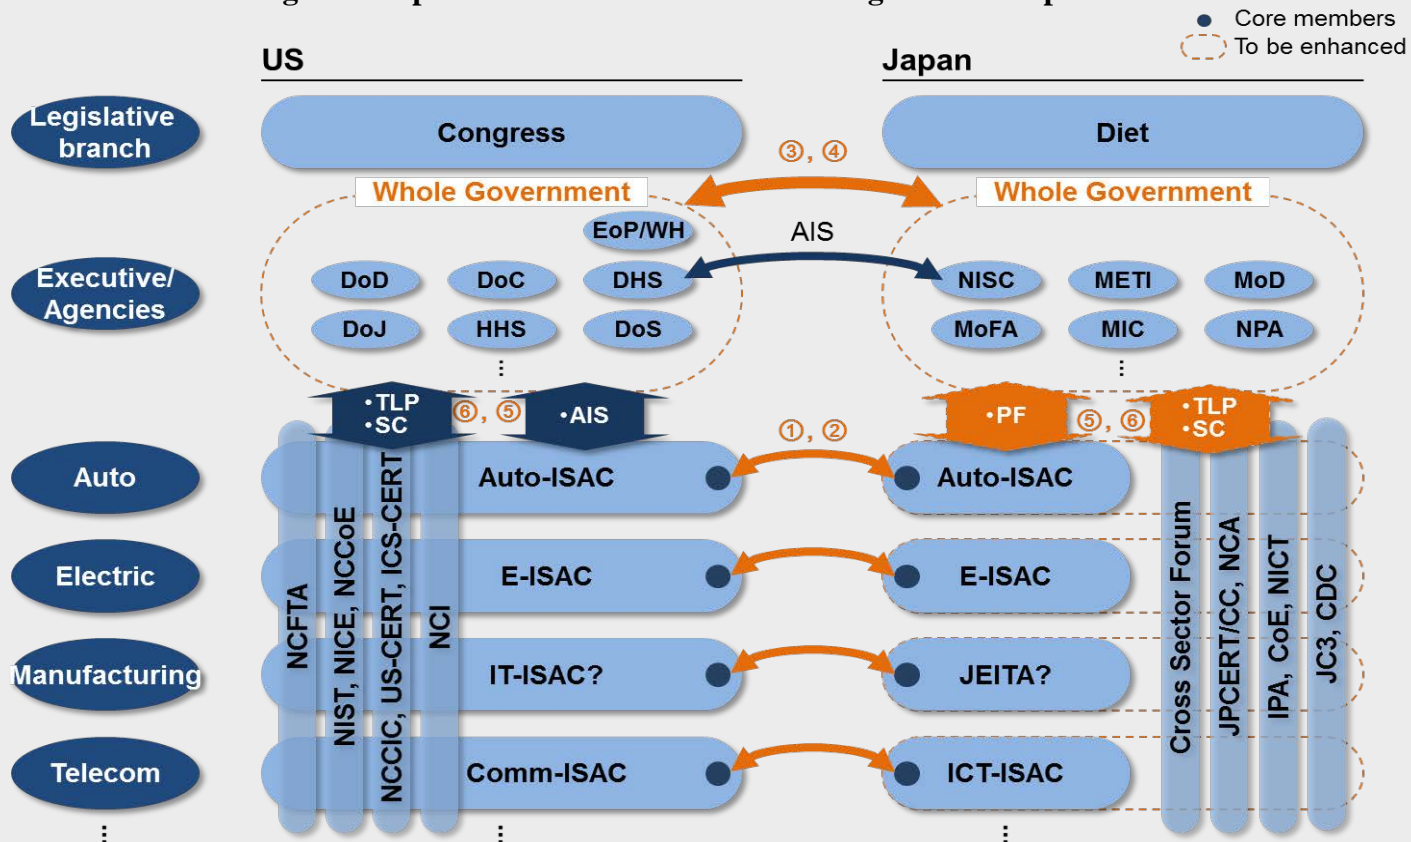 Core members
To be enhanced
US
Japan
Legislative
branch
Congress
Diet
③, ④
Whole Government
Whole Government
EoP/WH
AIS
Executive/
Agencies
DoD
DoC
DHS
NISC
METI
MoD
DoJ
HHS
DoS
MoFA
MIC
NPA
⋮
⋮
•TLP
•SC
⑥, ⑤
•AIS
•PF
⑤, ⑥
•TLP
•SC
①, ②
Auto
Auto-ISAC
Auto-ISAC
Electric
E-ISAC
E-ISAC
Manufacturing
IT-ISAC?
JEITA?
Telecom
Comm-ISAC
ICT-ISAC
NCFTA
NIST, NICE, NCCoE
NCCIC, US-CERT, ICS-CERT
NCI
Cross Sector Forum
JPCERT/CC, NCA
IPA, CoE, NICT
JC3, CDC
⋮
⋮
⋮